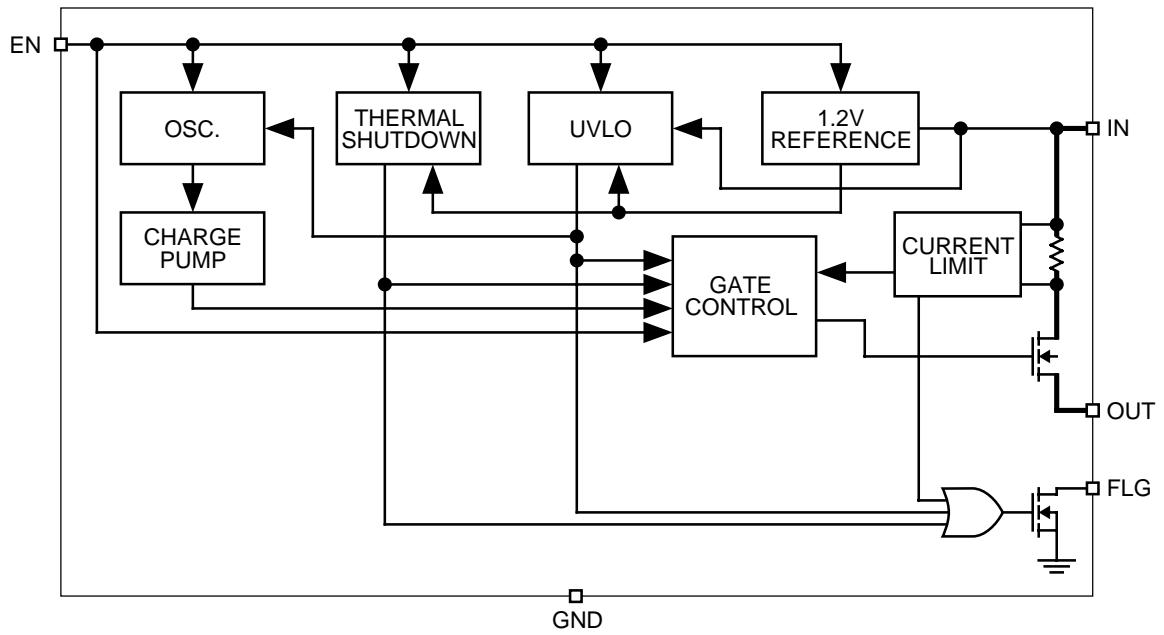 EN
OSC.
THERMAL
SHUTDOWN
UVLO
1.2V
REFERENCE
IN
CHARGE
PUMP
GATE
CONTROL
CURRENT
LIMIT
OUT
FLG
GND